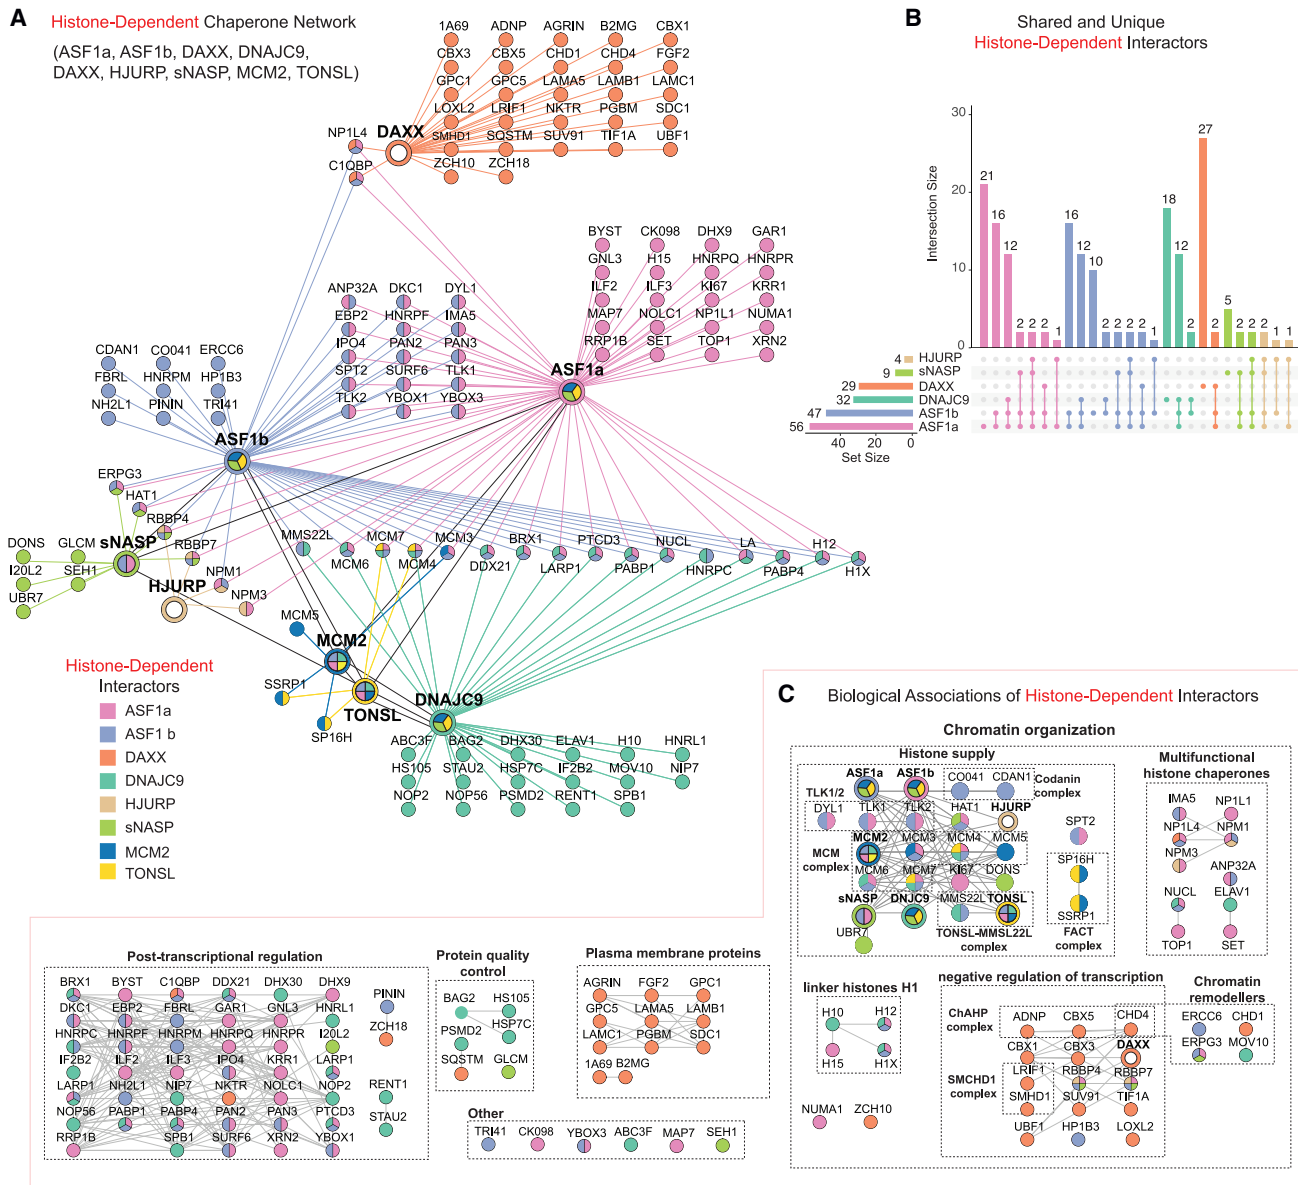 A
Histone-Dependent Chaperone Network
(ASF1a, ASF1b, DAXX, DNAJC9,
DAXX, HJURP, sNASP, MCM2, TONSL)
1A69 ADNP AGRIN B2MG CBX1
CBX3 CBX5 CHD1 CHD4 FGF2
GPC1 GPC5 LAMA5 LAMB1 LAMC1
LOXL2 LRIF1 NKTR PGBM SDC1
SMHD1 SQSTM SUV91 TIF1A UBF1
ZCH10 ZCH18
NP1L4 DAXX
C1QBP
BYST CK098 DHX9 GAR1
GNL3 H15 HNRPQ HNRPR
ILF2 ILF3 KI67 KRR1
MAP7 NOLC1 NP1L1 NUMA1
RRP1B SET TOP1 XRN2
ASF1a
ANP32A DKC1 DYL1
EBP2 HNRPF IMA5
IPO4 PAN2 PAN3
SPT2 SURF6 TLK1
TLK2 YBOX1 YBOX3
CDAN1 CO041 ERCC6
FBRL HNRPM HP1B3
NH2L1 PININ TRI41
ASF1b
ERPG3
HAT1
RBBP4
RBBP7
NPM1
NPM3
DONS GLCM sNASP
I20L2 SEH1
UBR7
HJURP
MMS22L MCM7 MCM3 BRX1 PTCD3 NUCL LA H12
MCM6 MCM4 DDX21 LARP1 PABP1 HNRPC PABP4 H1X
MCM5
MCM2
SSRP1
TONSL
SP16H
DNAJC9
ABC3F BAG2 DHX30 ELAV1 H10 HNRL1
HS105 STAU2 HSP7C IF2B2 MOV10 NIP7
NOP2 NOP56 PSMD2 RENT1 SPB1
Histone-Dependent
Interactors
ASF1a
ASF1 b
DAXX
DNAJC9
HJURP
sNASP
MCM2
TONSL
B
Shared and Unique
Histone-Dependent Interactors
Intersection Size
30
20
10
0
21 16 12 2 2 2 1 16 12 10 2 2 2 1 18 12 2 27 2 5 2 2 2 1 1
4 HJURP
9 sNASP
29 DAXX
32 DNAJC9
47 ASF1b
56 ASF1a
40 20 0
Set Size
C
Biological Associations of Histone-Dependent Interactors
Chromatin organization
Histone supply
ASF1a ASF1b CO041 CDAN1 Codanin
complex
TLK1/2
DYL1 TLK1 TLK2 HAT1 HJURP
MCM2 MCM3 MCM4 MCM5
MCM
complex
MCM6 MCM7 KI67 DONS
sNASP DNJC9 MMS22L TONSL
UBR7
TONSL-MMSL22L
complex
SPT2
SP16H
SSRP1
FACT
complex
Multifunctional
histone chaperones
IMA5 NP1L1
NP1L4 NPM1
NPM3
ANP32A
NUCL ELAV1
TOP1 SET
linker histones H1
H10 H12
H15 H1X
NUMA1 ZCH10
negative regulation of transcription
ChAHP
complex
ADNP CBX5 CHD4
CBX1 CBX3 DAXX
LRIF1 RBBP4 RBBP7
SMCHD1
complex
SMHD1 SUV91 TIF1A
UBF1 HP1B3 LOXL2
Chromatin
remodellers
ERCC6 CHD1
ERPG3 MOV10
Post-transcriptional regulation
BRX1 BYST C1QBP DDX21 DHX30 DHX9
DKC1 EBP2 FBRL GAR1 GNL3 HNRL1
HNRPC HNRPF HNRPM HNRPQ HNRPR I20L2
IF2B2 ILF2 ILF3 IPO4 KRR1 LARP1
LARP1 NH2L1 NIP7 NKTR NOLC1 NOP2
NOP56 PABP1 PABP4 PAN2 PAN3 PTCD3
RRP1B SPB1 SURF6 XRN2 YBOX1
PININ
ZCH18
RENT1
STAU2
Protein quality
control
BAG2 HS105
PSMD2 HSP7C
SQSTM GLCM
Plasma membrane proteins
AGRIN FGF2 GPC1
GPC5 LAMA5 LAMB1
LAMC1 PGBM SDC1
1A69 B2MG
Other
TRI41 CK098 YBOX3 ABC3F MAP7 SEH1